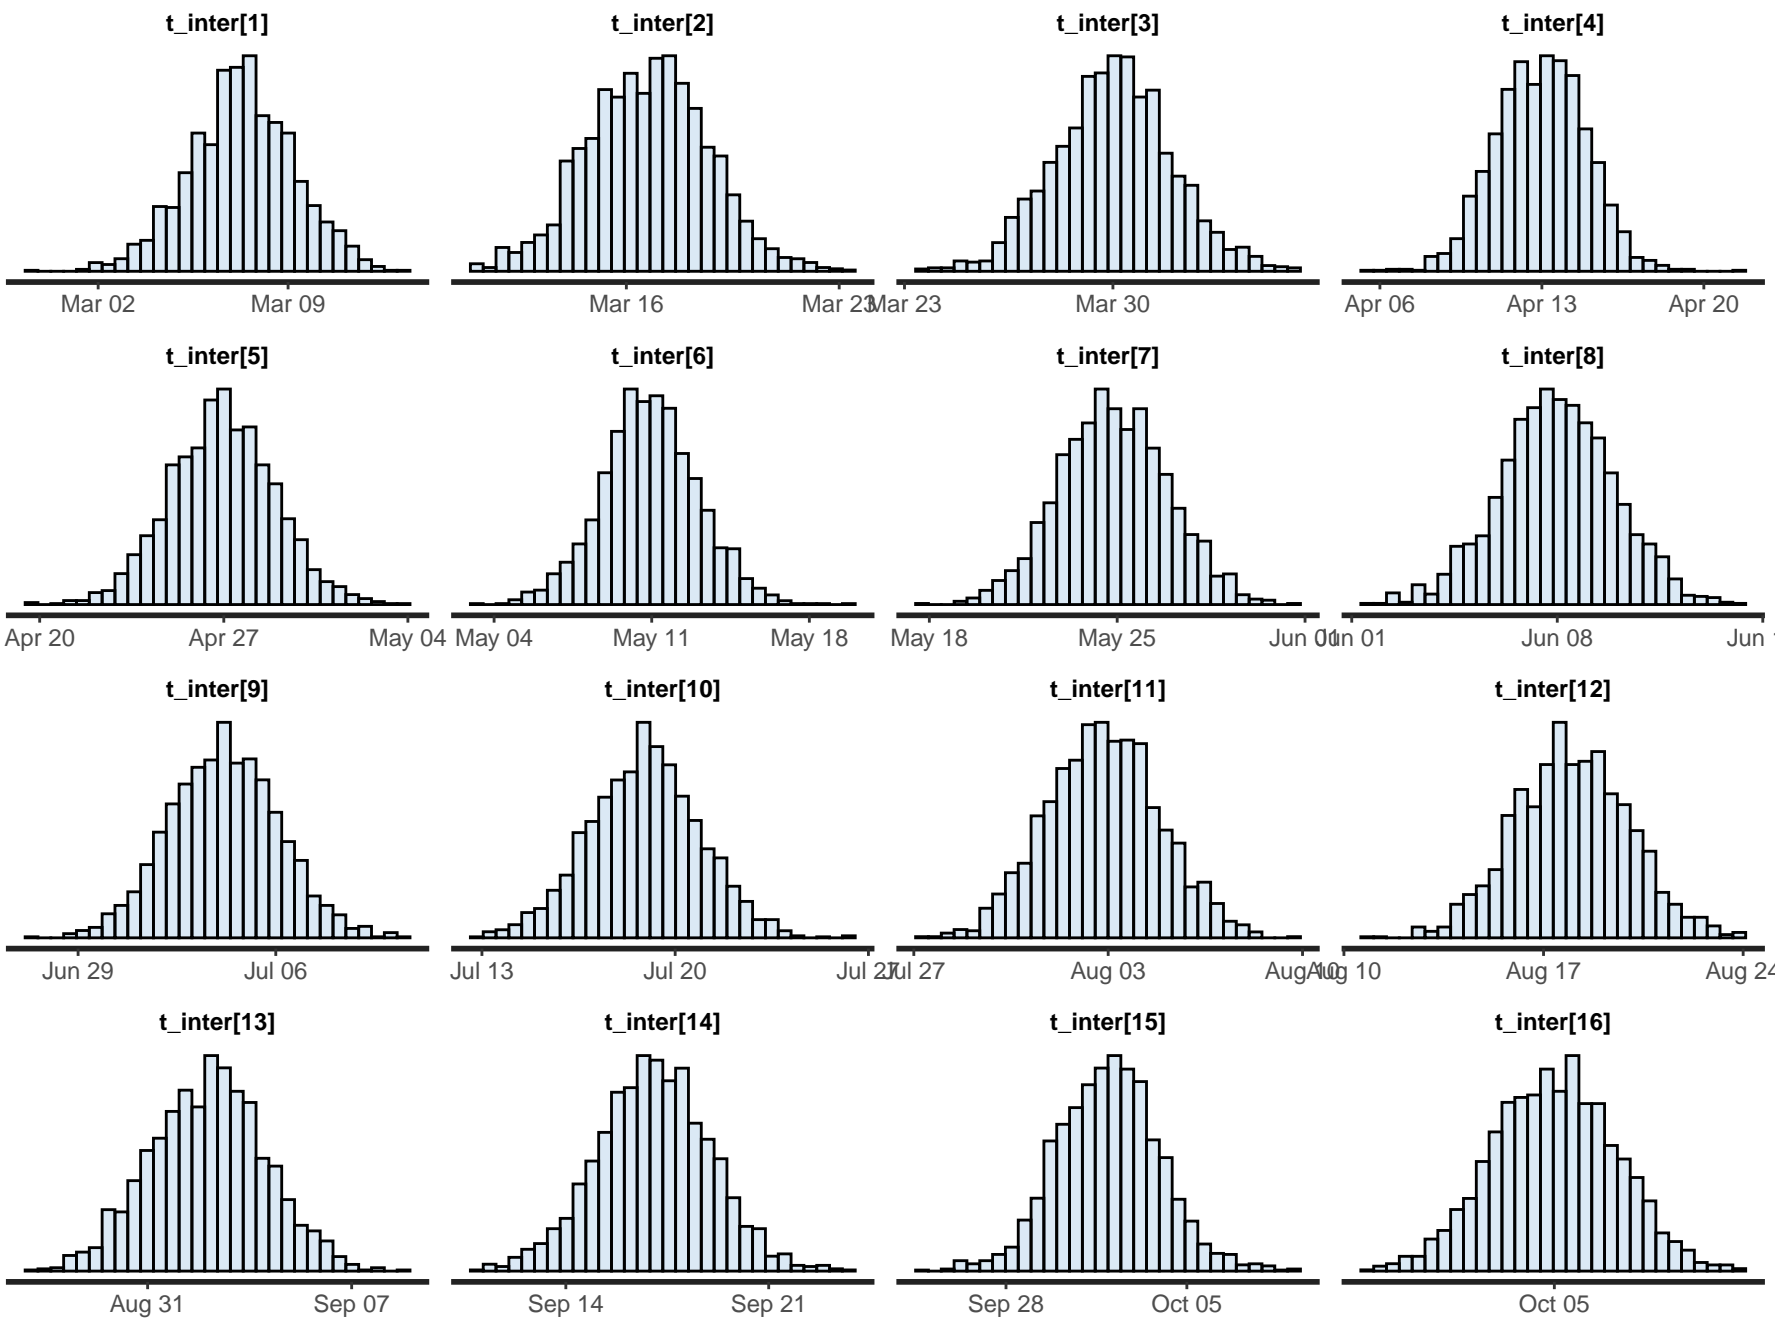 t_inter[1] t_inter[2] t_inter[3] t_inter[4]
Mar 02 Mar 09 Mar 16 Mar 23 Mar 23 Mar 30 Apr 06 Apr 13 Apr 20
t_inter[5] t_inter[6] t_inter[7] t_inter[8]
Apr 20 Apr 27 May 04 May 04 May 11 May 18 May 18 May 25 Jun 01 Jun 01 Jun 08 Jun
t_inter[9] t_inter[10] t_inter[11] t_inter[12]
Jun 29 Jul 06 Jul 13 Jul 20 Jul 27 Jul 27 Aug 03 Aug 10 Aug 10 Aug 17 Aug 24
t_inter[13] t_inter[14] t_inter[15] t_inter[16]
Aug 31 Sep 07 Sep 14 Sep 21 Sep 28 Oct 05 Oct 05